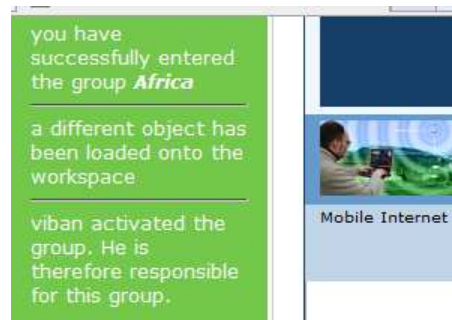 you have
successfully entered
the group Africa
a different object has
been loaded onto the
workspace
viban activated the
group. He is
therefore responsible
for this group.
Mobile Internet